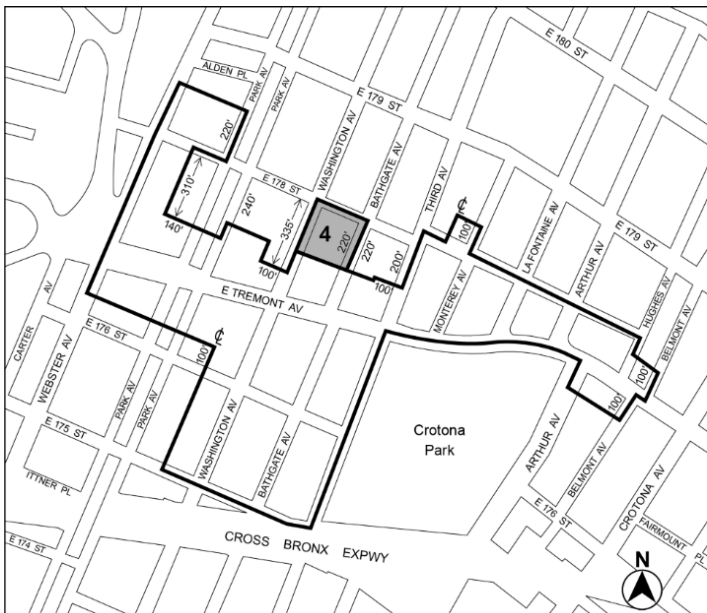 E 180 ST
ALDEN PL
PARK AV
PARK AV
E 179 ST
220'
WASHINGTON AV
BATHGATE AV
THIRD AV
E 178 ST
310'
240'
335'
4
220'
220'
200'
140'
100'
100'
100'
LA FONTAINE AV
ARTHUR AV
E 179 ST
HUGHES AV
BELMONT AV
E TREMONT AV
MONTEREY AV
CARTER AV
WEBSTER AV
E 176 ST
100'
PARK AV
PARK AV
100'
100'
E 175 ST
WASHINGTON AV
BATHGATE AV
Crotona
Park
ARTHUR AV
BELMONT AV
CROTONA AV
ITTNER PL
E 176 ST
FAIRMOUNT PL
CROSS BRONX EXPWY
E 174 ST
N